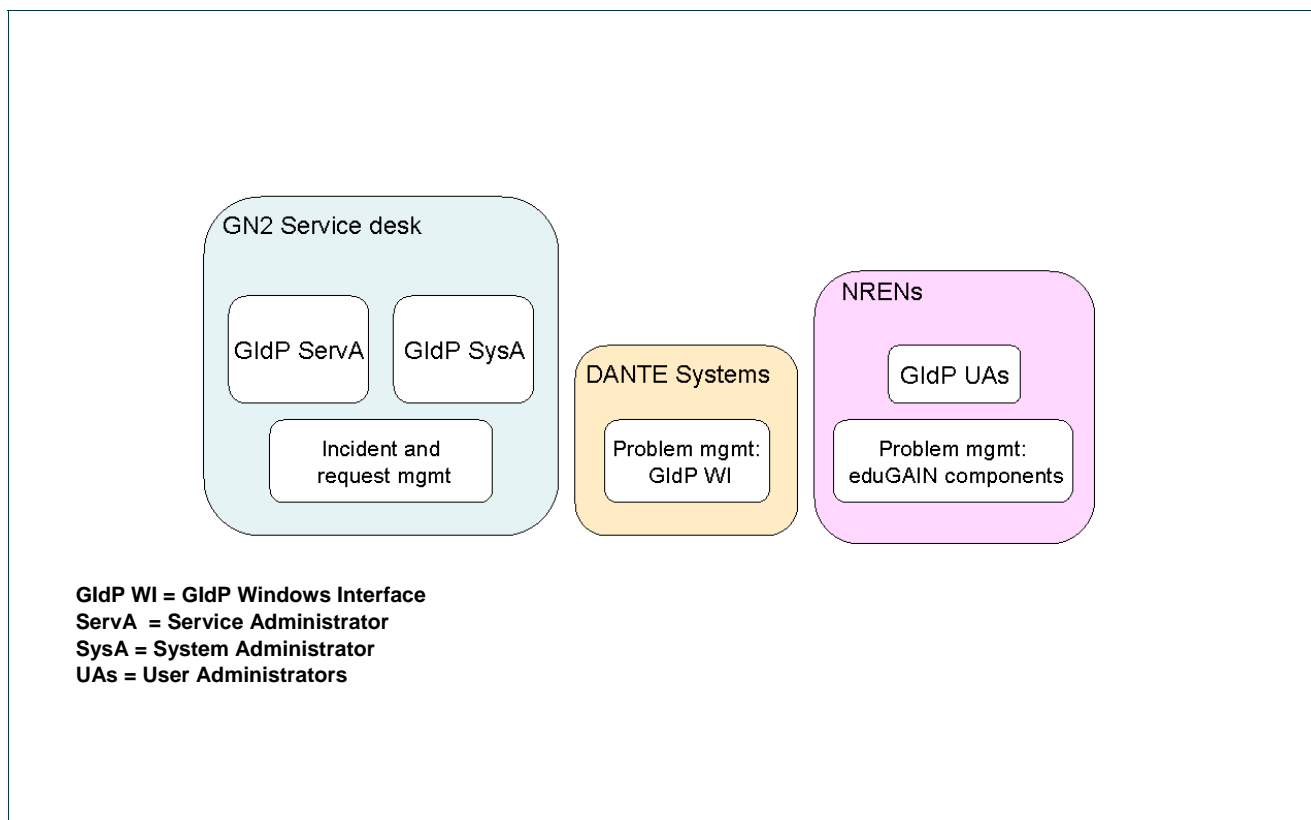 GN2 Service desk
GIdP ServA
GIdP SysA
Incident and
request mgmt
DANTE Systems
Problem mgmt:
GIdP WI
NRENs
GIdP UAs
Problem mgmt:
eduGAIN components
GIdP WI = GIdP Windows Interface
ServA  = Service Administrator
SysA = System Administrator
UAs = User Administrators